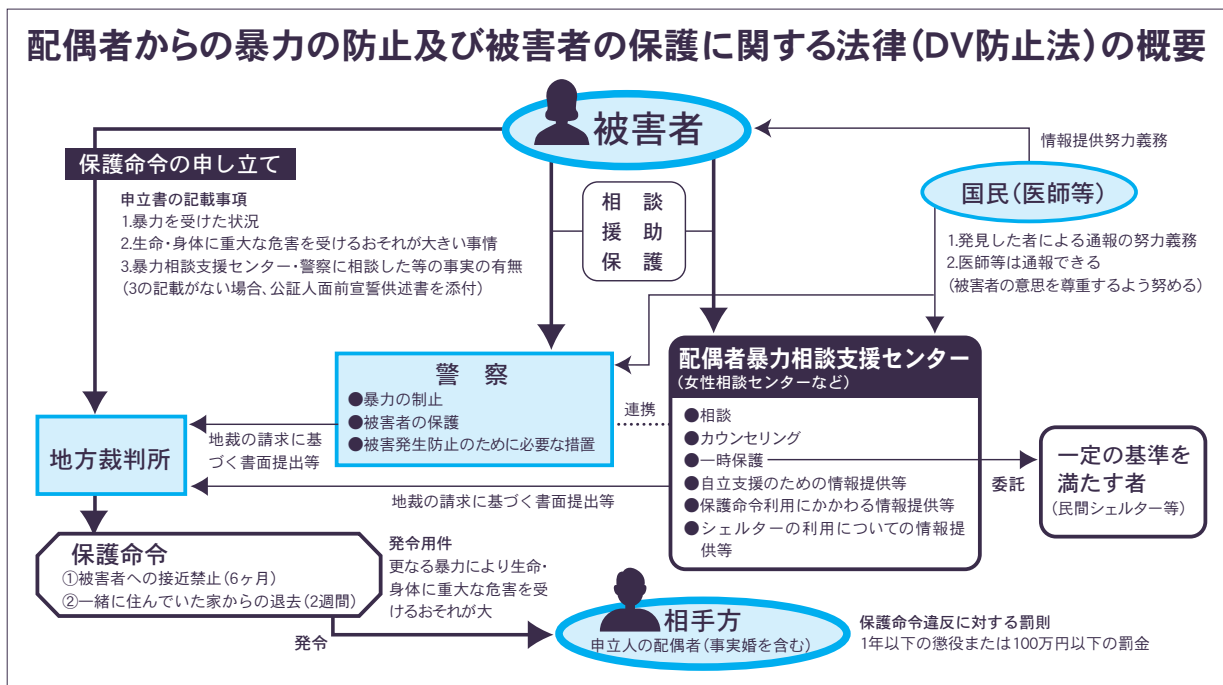 配偶者からの暴力の防止及び被害者の保護に関する法律(DV防止法)の概要
被害者
保護命令の申し立て
申立書の記載事項
1.暴力を受けた状況
2.生命・身体に重大な危害を受けるおそれが大きい事情
3.暴力相談支援センター・警察に相談した等の事実の有無
(3の記載がない場合、公証人面前宣誓供述書を添付)
相 談
援 助
保 護
情報提供努力義務
国民(医師等)
1.発見した者による通報の努力義務
2.医師等は通報できる
(被害者の意思を尊重するよう努める)
警 察
●暴力の制止
●被害者の保護
●被害発生防止のために必要な措置
連携
配偶者暴力相談支援センター
(女性相談センターなど)
●相談
●カウンセリング
●一時保護
●自立支援のための情報提供等
●保護命令利用にかかわる情報提供等
●シェルターの利用についての情報提
供等
委託
一定の基準を
満たす者
(民間シェルター等)
地方裁判所
地裁の請求に基
づく書面提出等
地裁の請求に基づく書面提出等
保護命令
①被害者への接近禁止(6ヶ月)
②一緒に住んでいた家からの退去(2週間)
発令用件
更なる暴力により生命・
身体に重大な危害を受
けるおそれが大
発令
相手方
申立人の配偶者(事実婚を含む)
保護命令違反に対する罰則
1年以下の懲役または100万円以下の罰金